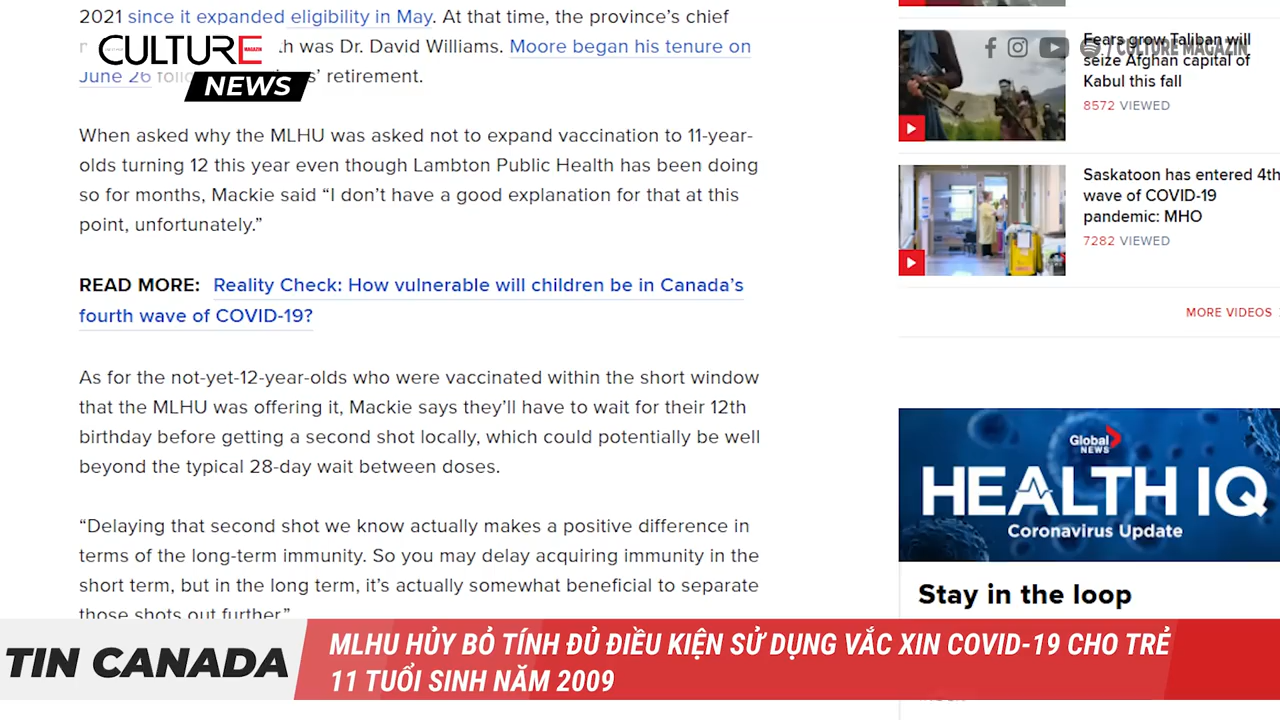 2021 since it expanded eligibility in May. At that time, the province's chief
h was Dr. David Williams. Moore began his tenure on
June 26 ' retirement.
CULTURE
MAGAZIN
NEWS
When asked why the MLHU was asked not to expand vaccination to 11-year-
olds turning 12 this year even though Lambton Public Health has been doing
so for months, Mackie said “I don't have a good explanation for that at this
point, unfortunately.”
READ MORE: Reality Check: How vulnerable will children be in Canada's
fourth wave of COVID-19?
As for the not-yet-12-year-olds who were vaccinated within the short window
that the MLHU was offering it, Mackie says they'll have to wait for their 12th
birthday before getting a second shot locally, which could potentially be well
beyond the typical 28-day wait between doses.
“Delaying that second shot we know actually makes a positive difference in
terms of the long-term immunity. So you may delay acquiring immunity in the
short term, but in the long term, it's actually somewhat beneficial to separate
those shots out further.”
/ CULTURE MAGAZIN
Fears grow Taliban will
seize Afghan capital of
Kabul this fall
8572 VIEWED
Saskatoon has entered 4th
wave of COVID-19
pandemic: MHO
7282 VIEWED
MORE VIDEOS
Global
NEWS
HEALTH IQ
Coronavirus Update
Stay in the loop
TIN CANADA
MLHU HỦY BỎ TÍNH ĐỦ ĐIỀU KIỆN SỬ DỤNG VẮC XIN COVID-19 CHO TRẺ
11 TUỔI SINH NĂM 2009